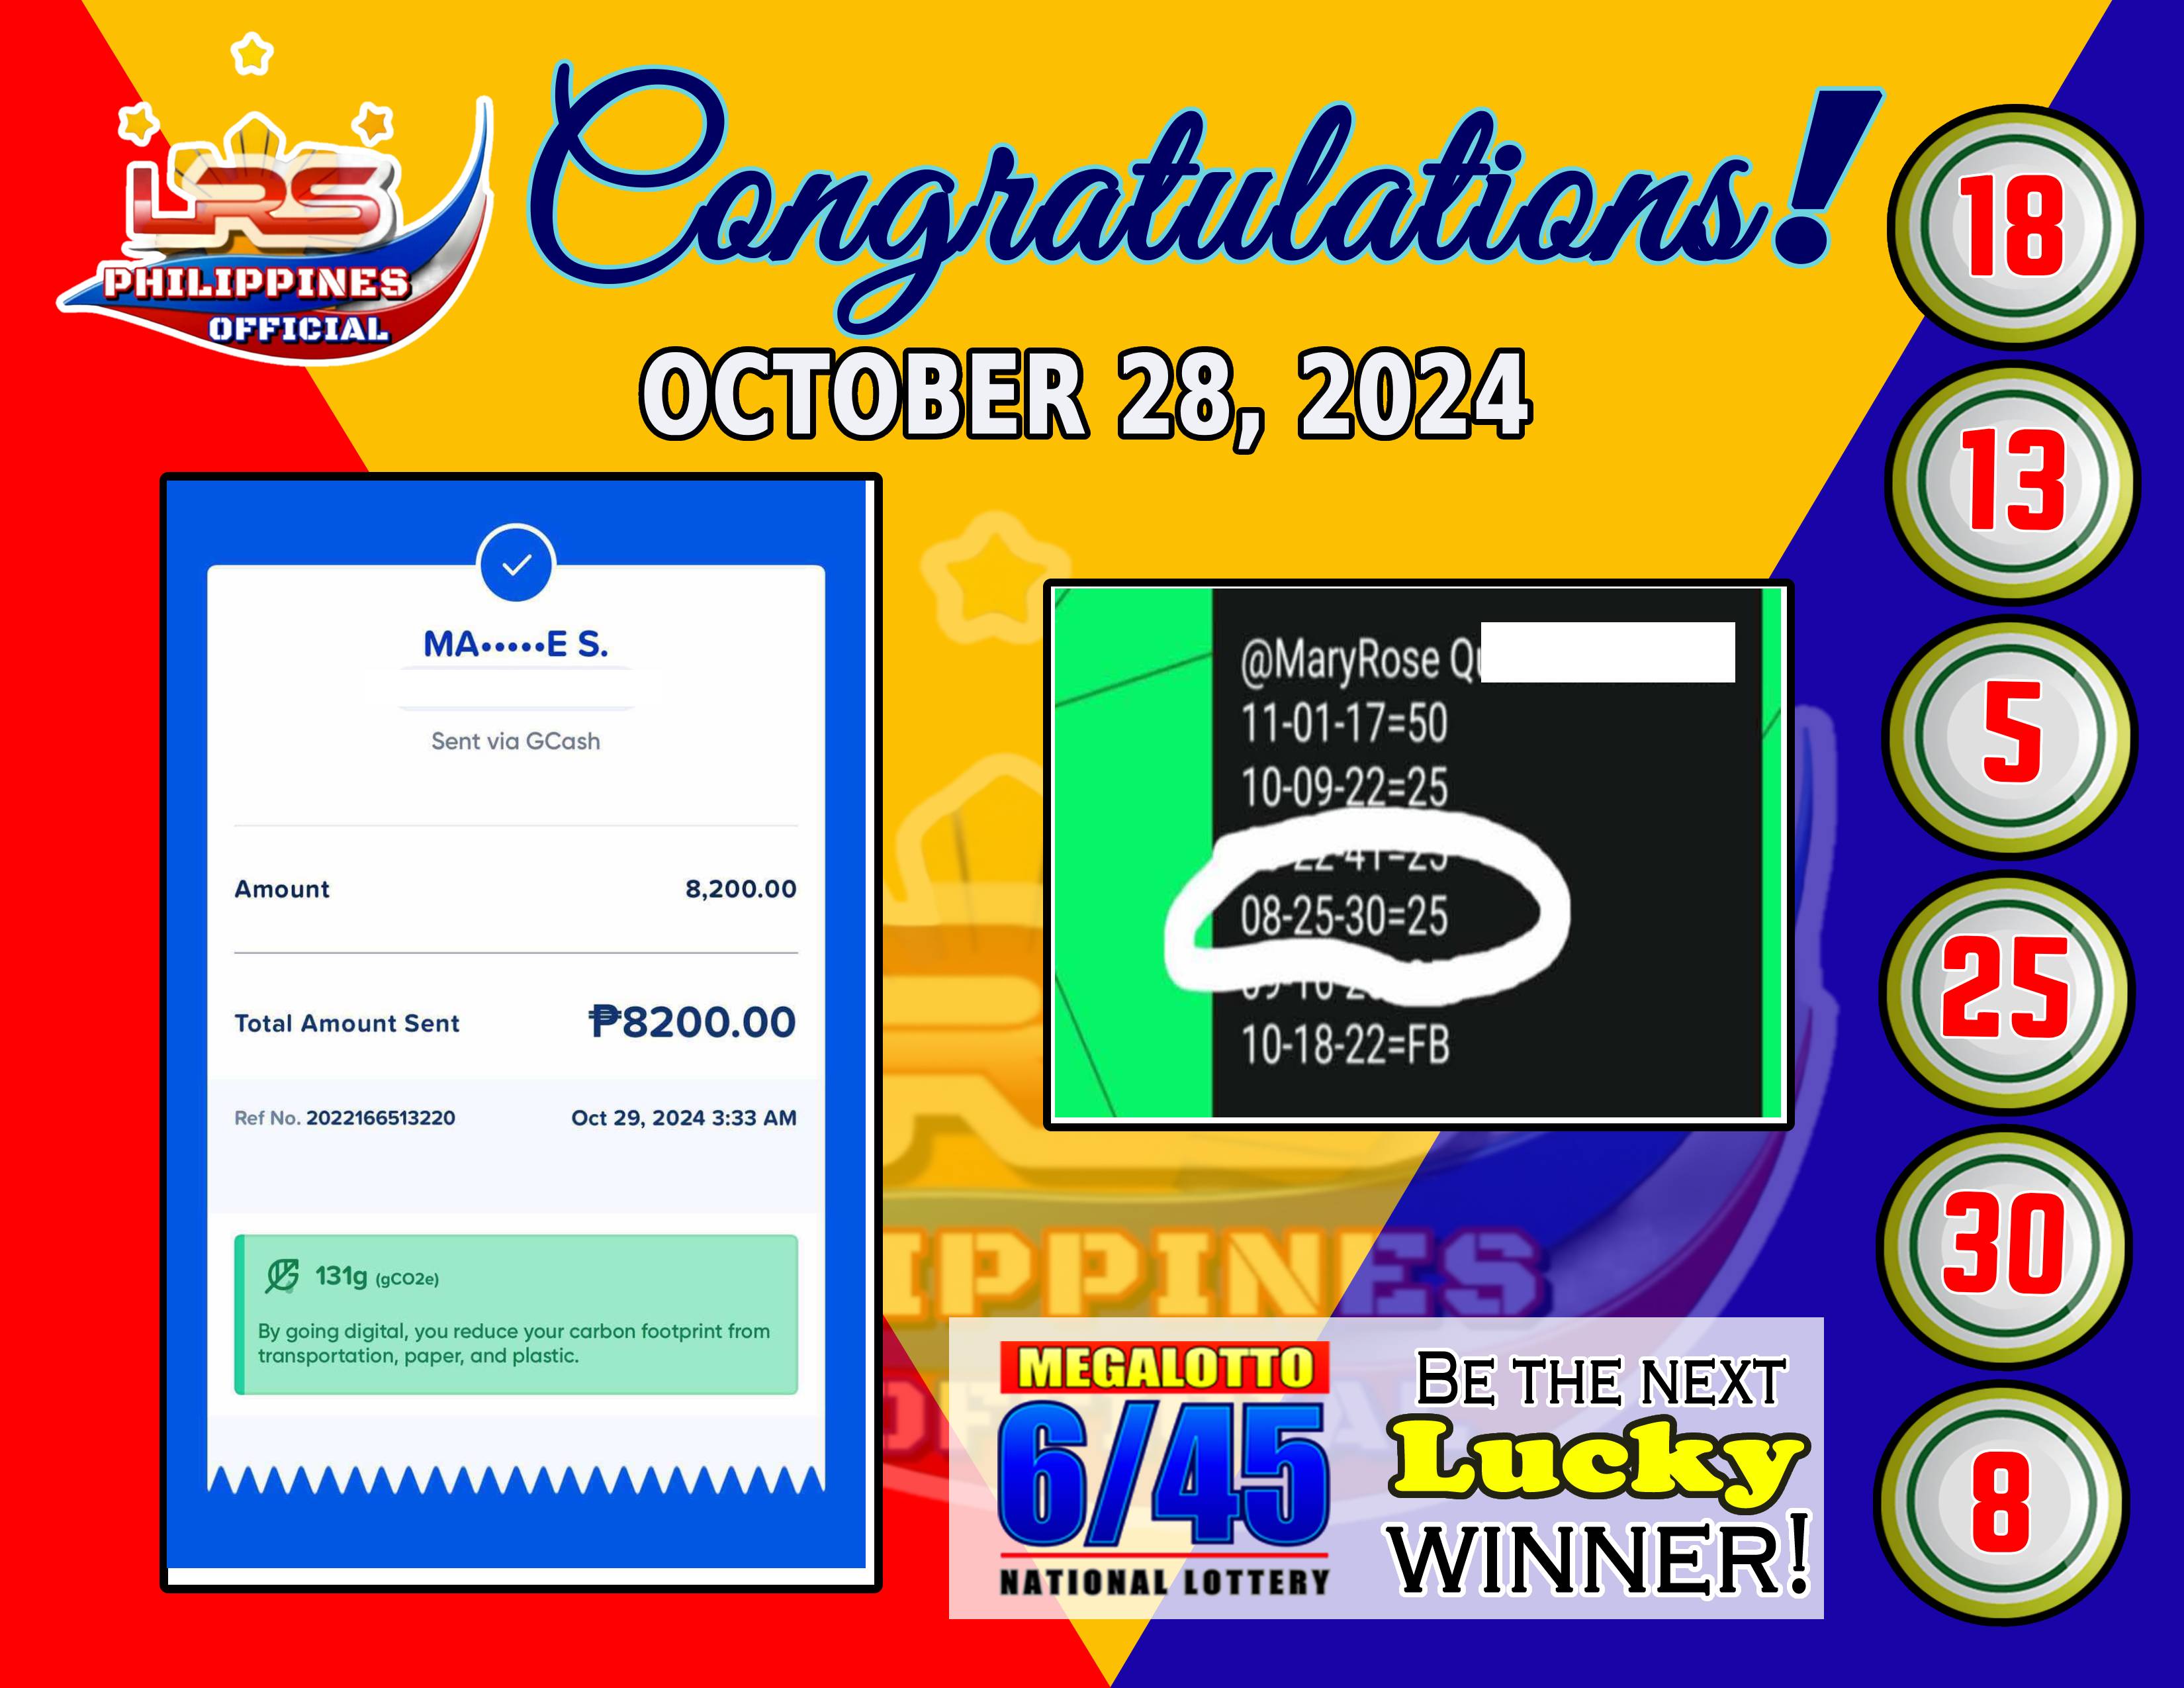 LRS
PHILIPPINES
OFFICIAL
Congratulations!
OCTOBER 28, 2024
MA•••••E S.
Sent via GCash
Amount 8,200.00
Total Amount Sent ₱8200.00
Ref No. 2022166513220 Oct 29, 2024 3:33 AM
131g (gCO2e)
By going digital, you reduce your carbon footprint from
transportation, paper, and plastic.
@MaryRose
11-01-17=50
10-09-22=25
08-25-30=25
10-18-22=FB
MEGALOTTO
6/45
NATIONAL LOTTERY
BE THE NEXT
Lucky
WINNER!
18
13
5
25
30
8